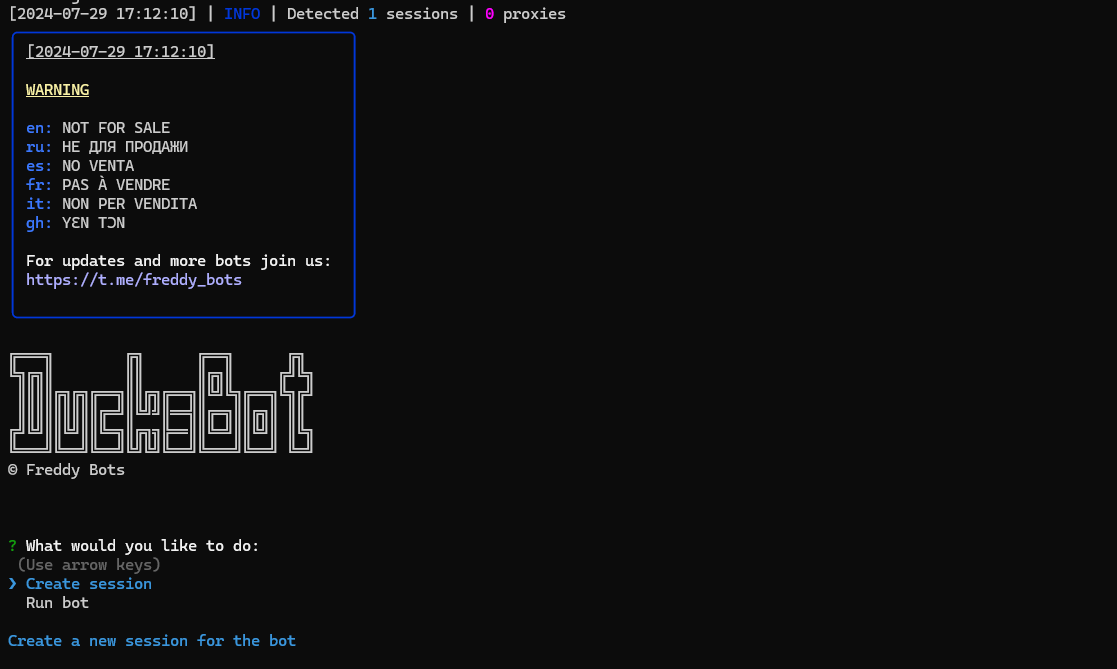 [2024-07-29 17:12:10] | INFO | Detected 1 sessions | 0 proxies
[2024-07-29 17:12:10]
WARNING
en: NOT FOR SALE
ru: НЕ ДЛЯ ПРОДАЖИ
es: NO VENTA
fr: PAS À VENDRE
it: NON PER VENDITA
gh: YƐN TƆN
For updates and more bots join us:
https://t.me/freddy_bots
DuckBot
© Freddy Bots
? What would you like to do:
(Use arrow keys)
❯ Create session
Run bot
Create a new session for the bot